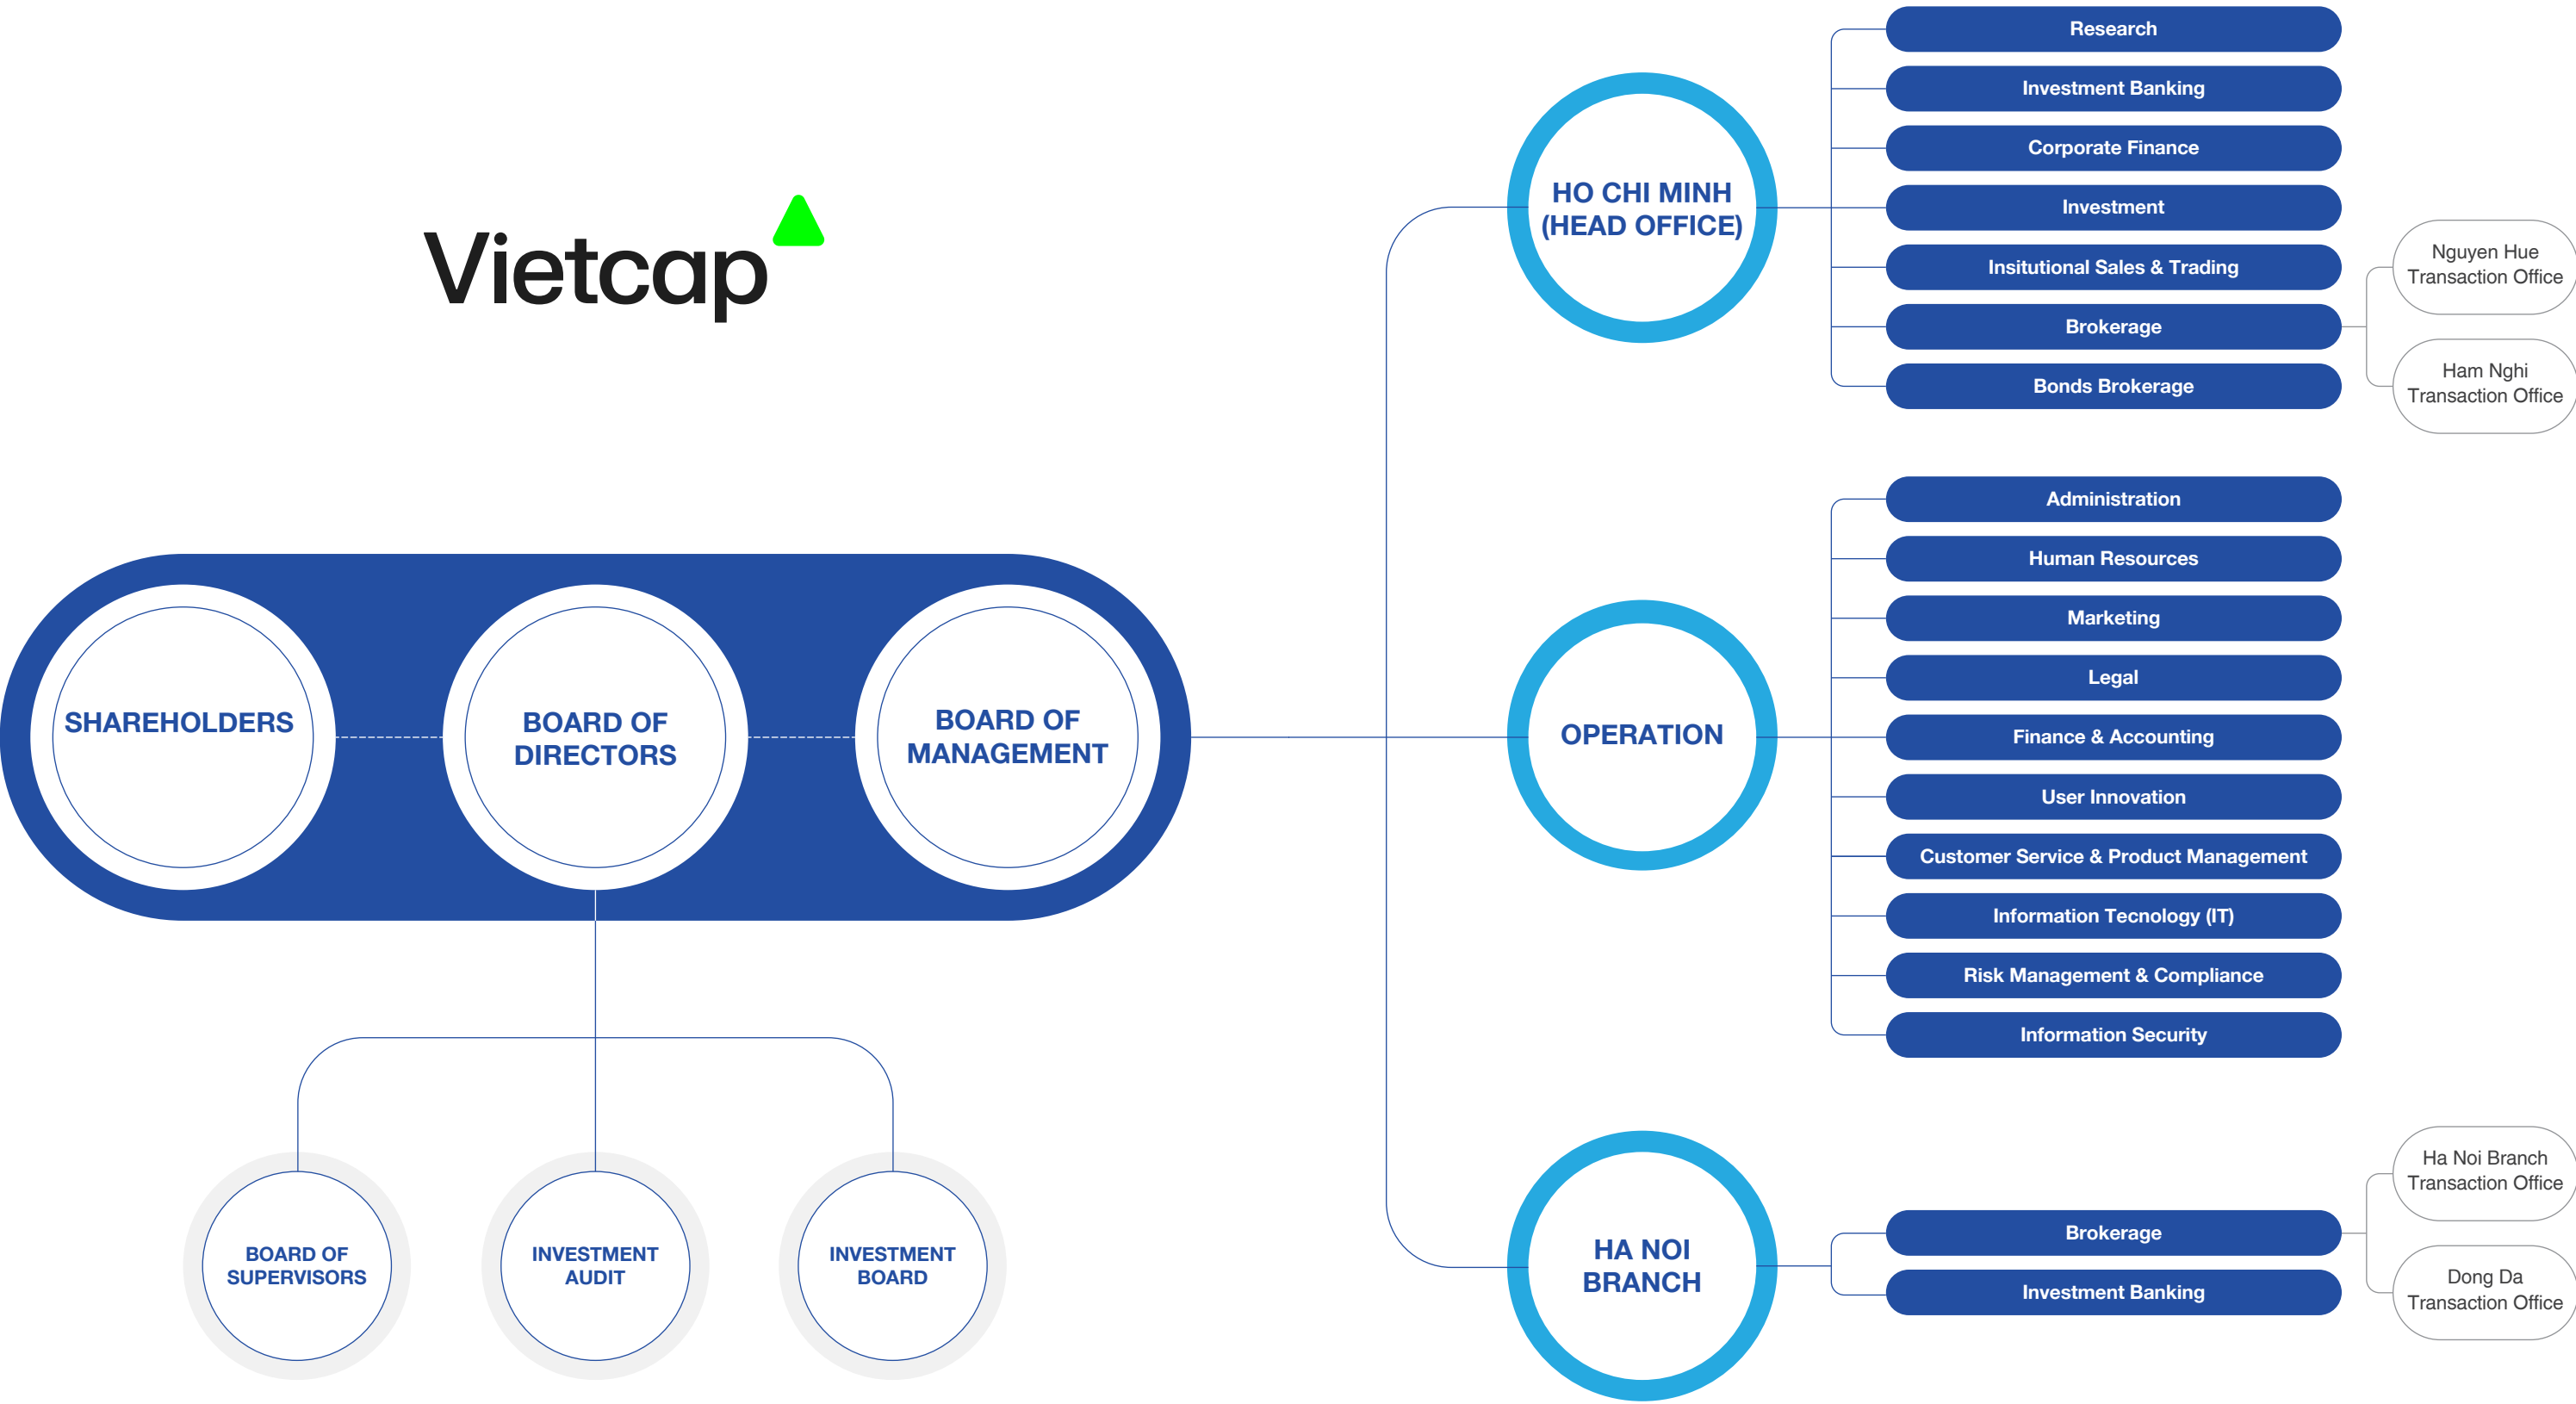 Vietcap
SHAREHOLDERS
BOARD OF
DIRECTORS
BOARD OF
MANAGEMENT
BOARD OF
SUPERVISORS
INVESTMENT
AUDIT
INVESTMENT
BOARD
HO CHI MINH
(HEAD OFFICE)
Research
Investment Banking
Corporate Finance
Investment
Insitutional Sales & Trading
Brokerage
Bonds Brokerage
Nguyen Hue
Transaction Office
Ham Nghi
Transaction Office
OPERATION
Administration
Human Resources
Marketing
Legal
Finance & Accounting
User Innovation
Customer Service & Product Management
Information Tecnology (IT)
Risk Management & Compliance
Information Security
HA NOI
BRANCH
Brokerage
Investment Banking
Ha Noi Branch
Transaction Office
Dong Da
Transaction Office